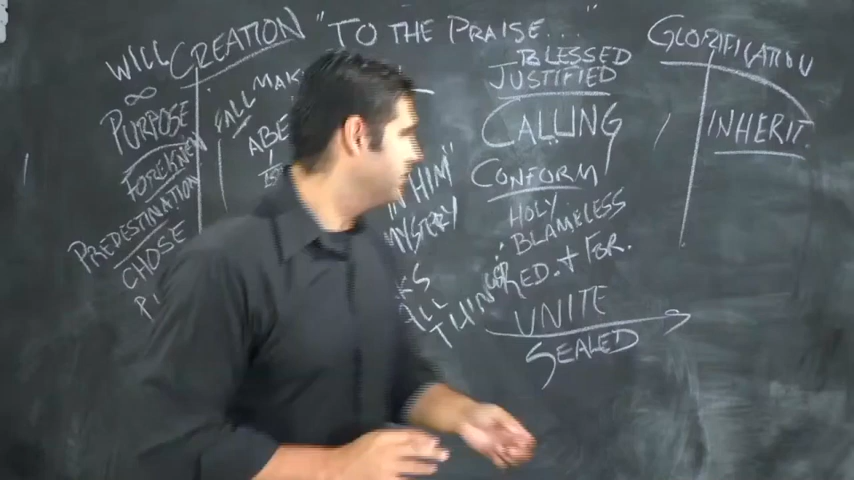 WILL
CREATION
"TO THE PRAISE..."
GLORIFICATION
∞
PURPOSE
FOREKNEW
PREDESTINATION
CHOSE
FALL
BLESSED
JUSTIFIED
CALLING
CONFORM
HOLY
BLAMELESS
RED. + FOR.
UNITE
SEALED
HIM"
MYSTERY
ALL
INHERIT